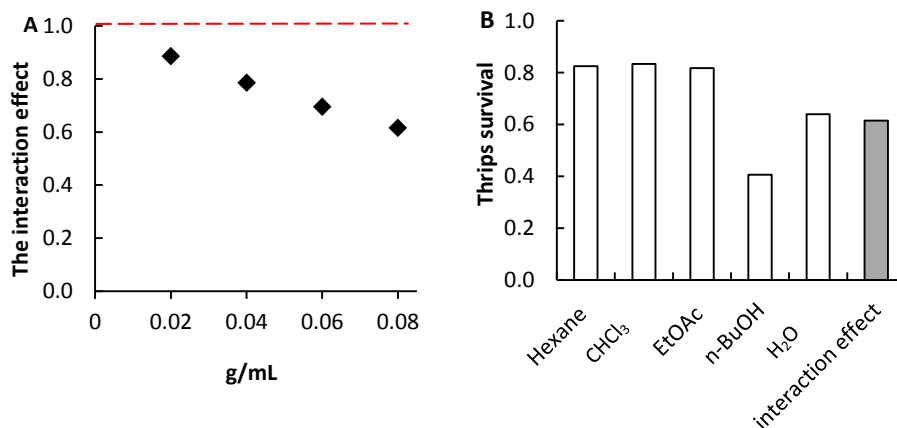 A
The interaction effect
1.0
0.8
0.6
0.4
0.2
0.0
0 0.02 0.04 0.06 0.08
g/mL
B
Thrips survival
1.0
0.8
0.6
0.4
0.2
0.0
Hexane
CHCl₃
EtOAc
n-BuOH
H₂O
interaction effect